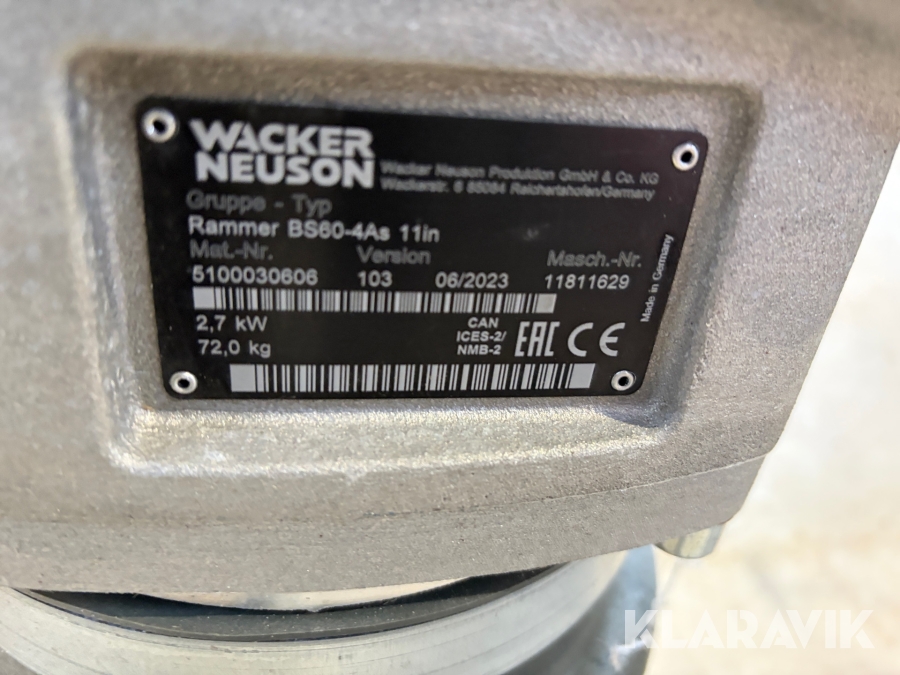 WACKER
NEUSON
Wacker Neuson Produktion GmbH & Co. KG
Wackerstr. 6 85084 Reichertshofen/Germany
Gruppe - Typ
Rammer BS60-4As 11in
Mat.-Nr. Version Masch.-Nr.
5100030606 103 06/2023 11811629
2,7 kW
72,0 kg
CAN
ICES-2/
NMB-2
EAC CE
Made in Germany
KLARAVIK